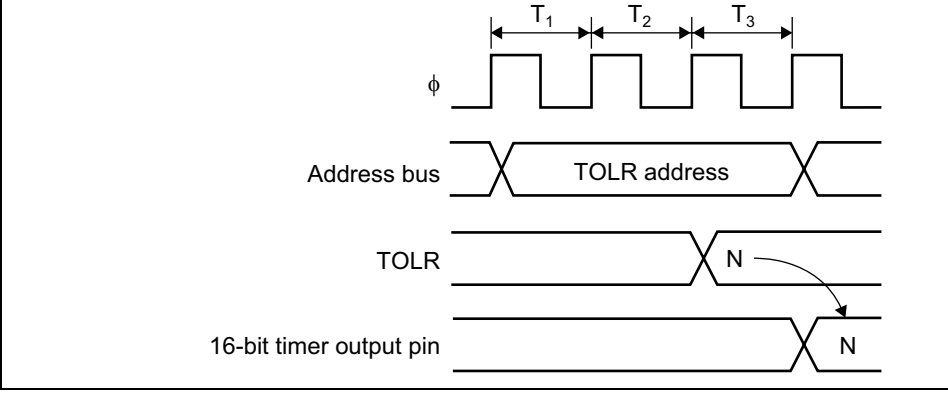 T₁ T₂ T₃
φ
Address bus TOLR address
TOLR N
16-bit timer output pin N